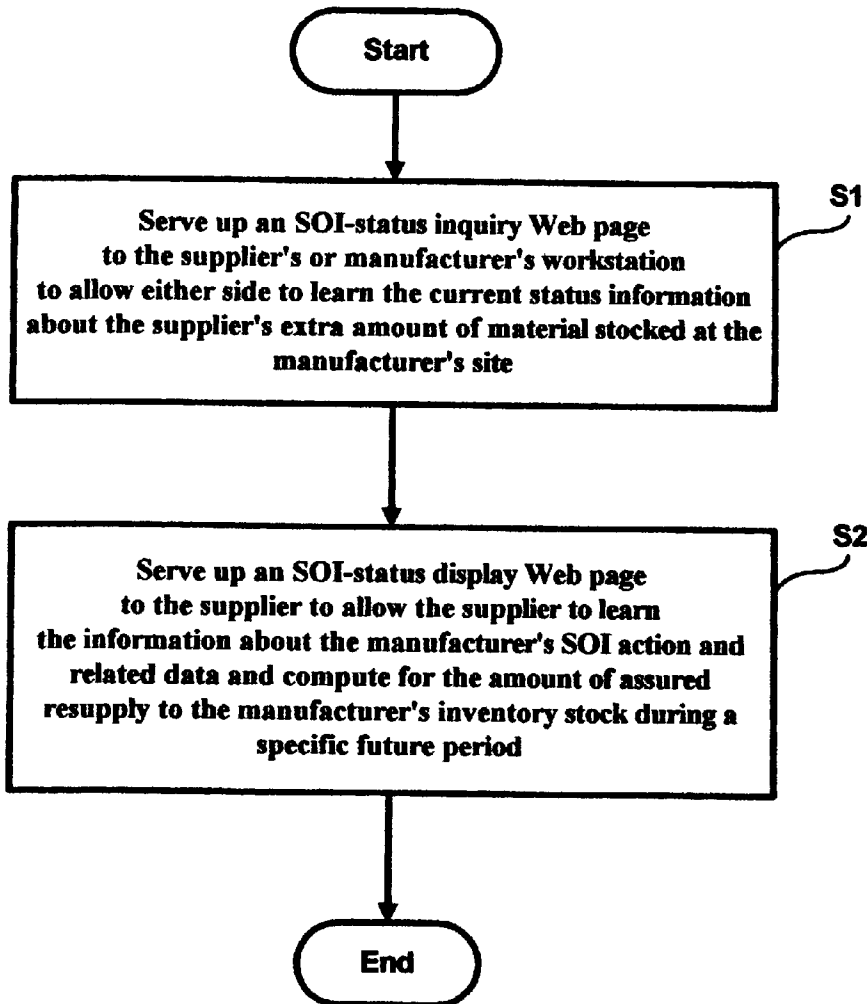 Start
S1
Serve up an SOI-status inquiry Web page
to the supplier's or manufacturer's workstation
to allow either side to learn the current status information
about the supplier's extra amount of material stocked at the
manufacturer's site
S2
Serve up an SOI-status display Web page
to the supplier to allow the supplier to learn
the information about the manufacturer's SOI action and
related data and compute for the amount of assured
resupply to the manufacturer's inventory stock during a
specific future period
End